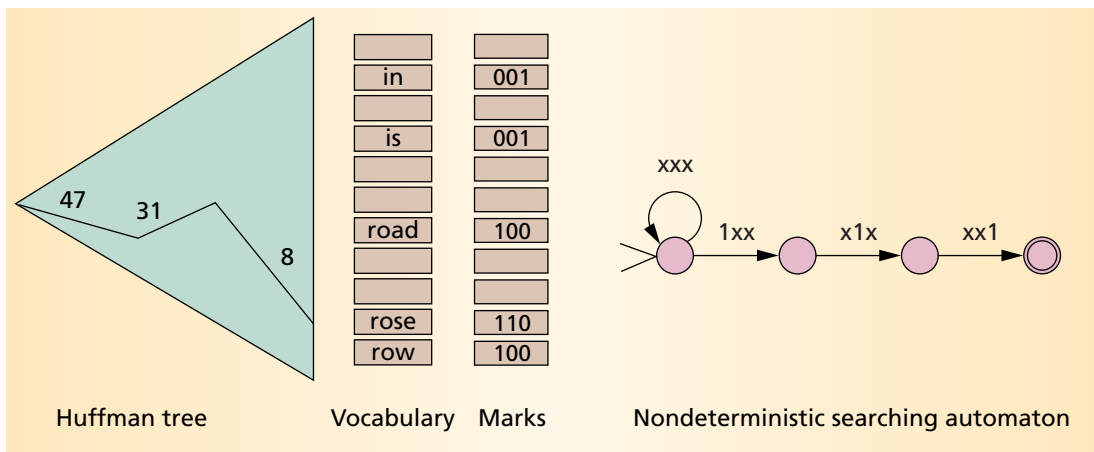 47
31
8
in 001
is 001
road 100
rose 110
row 100
xxx
1xx x1x xx1
Huffman tree Vocabulary Marks Nondeterministic searching automaton